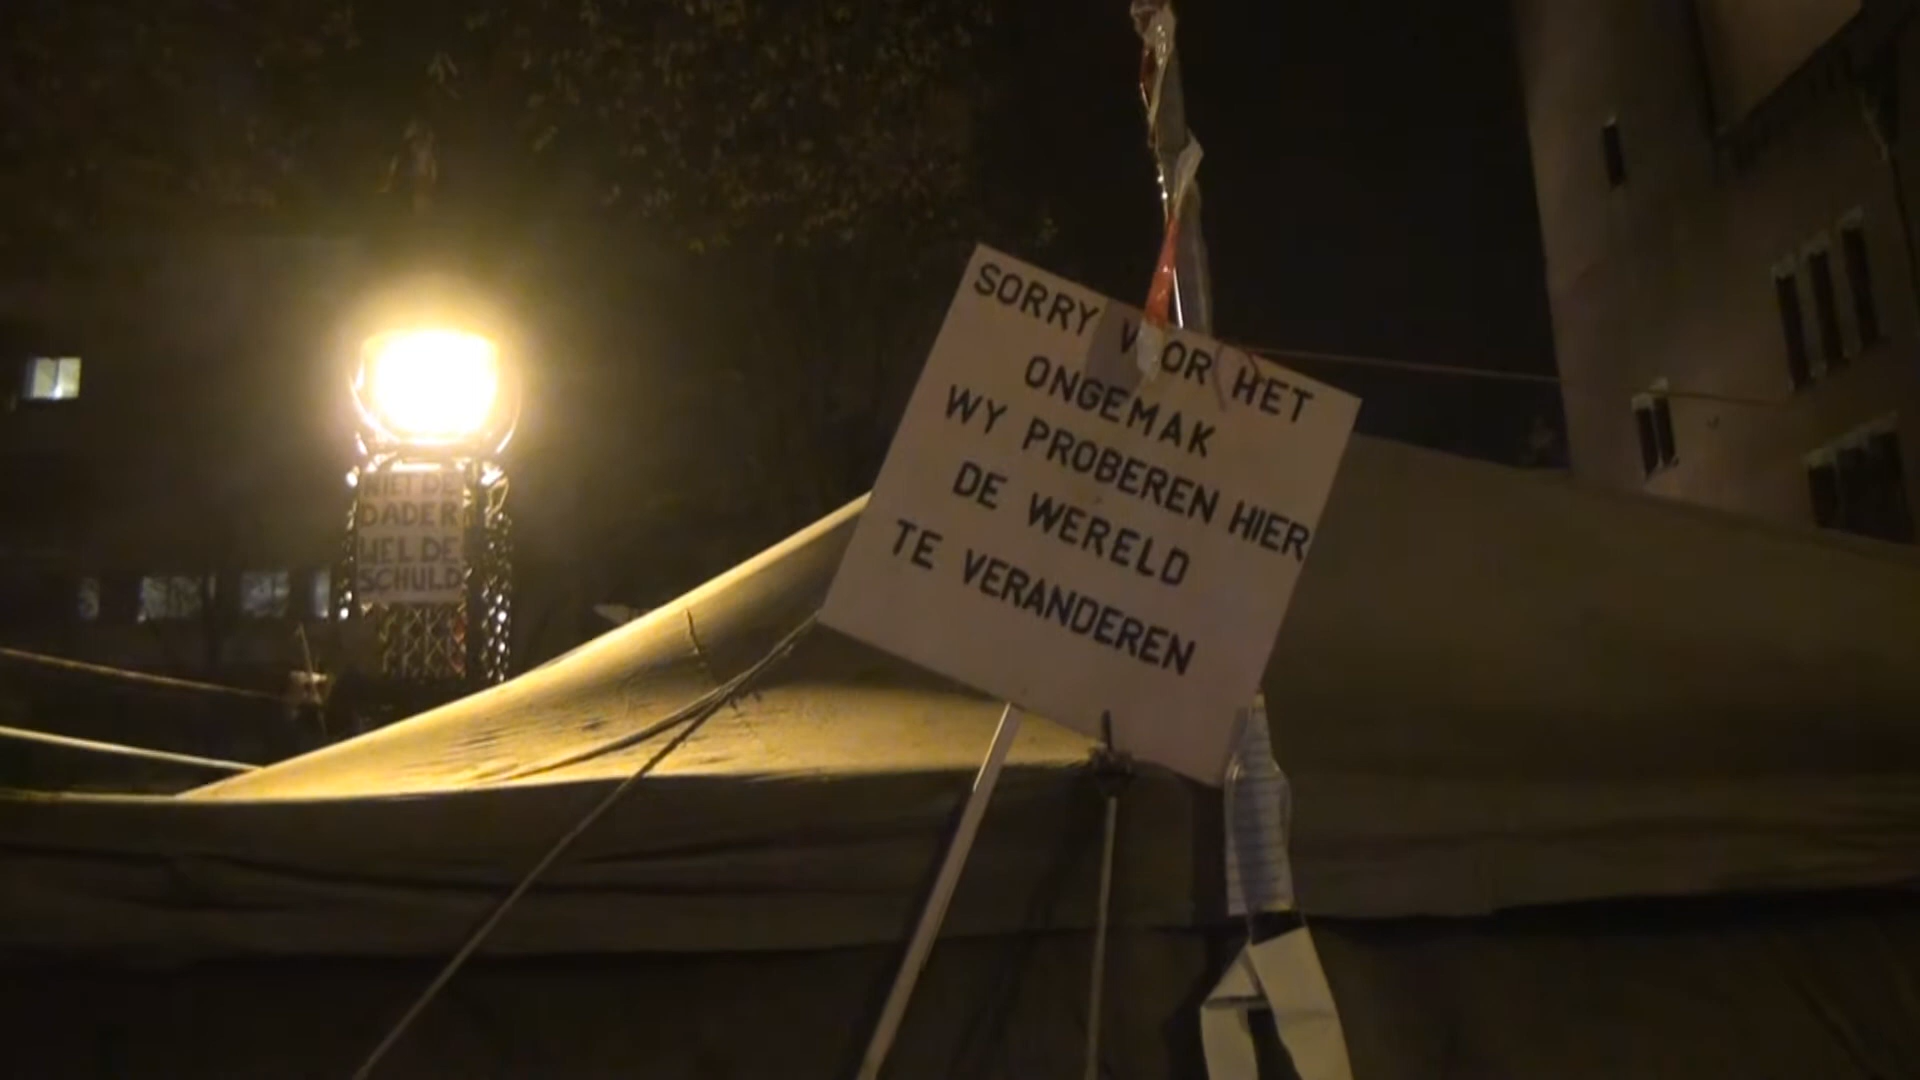 SORRY VOOR HET
ONGEMAK
WY PROBEREN HIER
DE WERELD
TE VERANDEREN
NIET DE
DADER
WEL DE
SCHULD